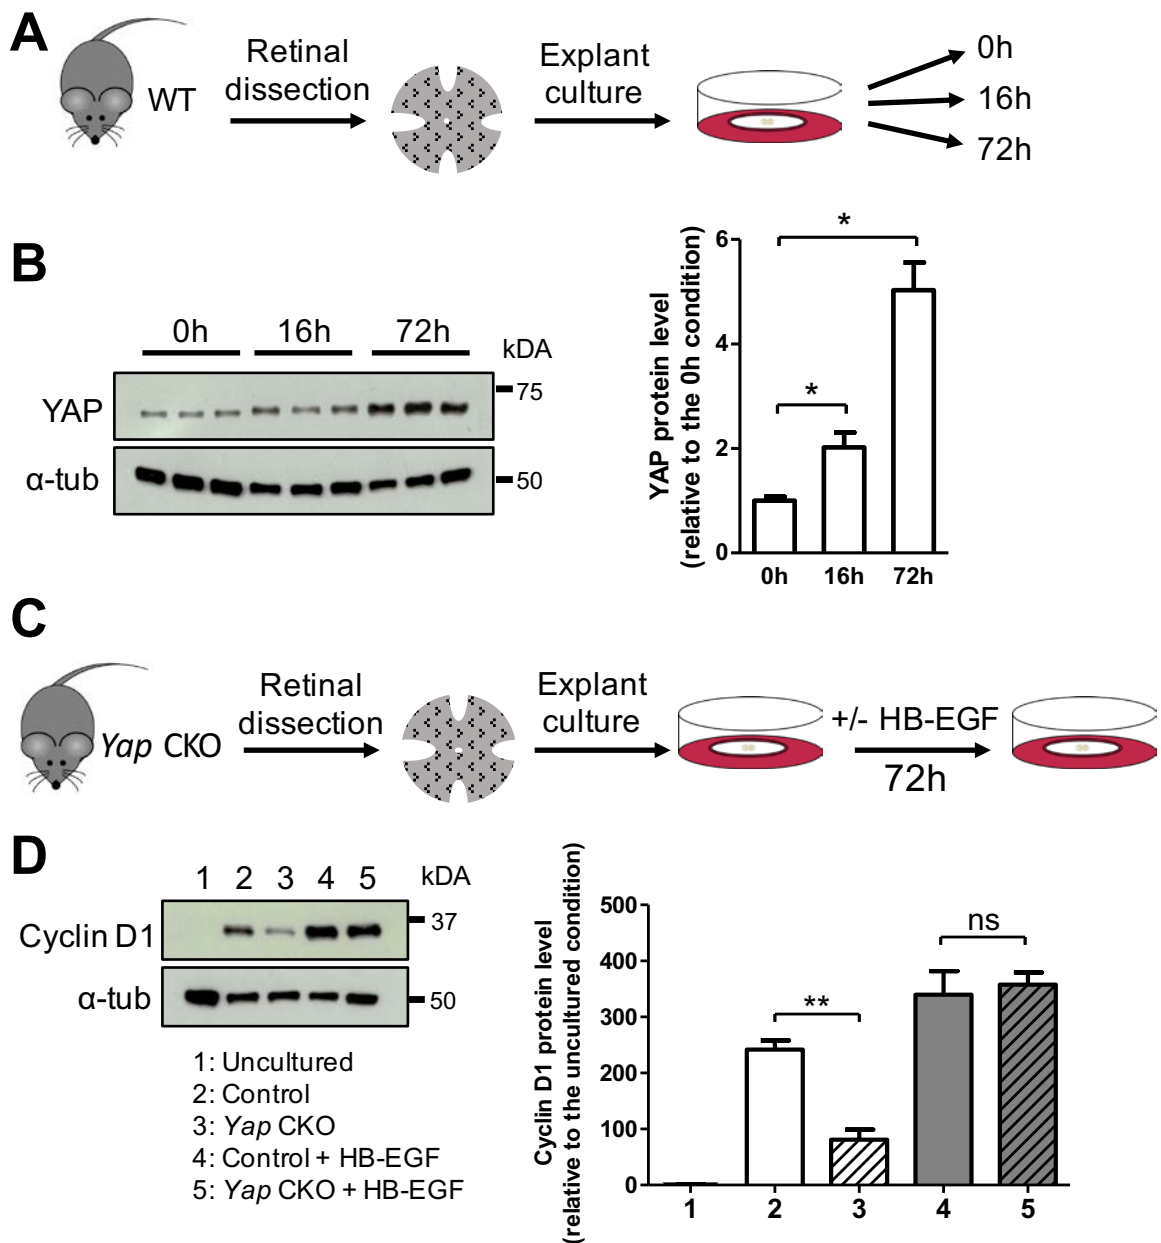 A
WT
Retinal
dissection
Explant
culture
0h
16h
72h
B
0h 16h 72h
kDA
YAP
75
α-tub
50
YAP protein level
(relative to the 0h condition)
6
4
2
0
*
*
0h 16h 72h
C
Yap CKO
Retinal
dissection
Explant
culture
+/- HB-EGF
72h
D
1 2 3 4 5 kDA
Cyclin D1
37
α-tub
50
1: Uncultured
2: Control
3: Yap CKO
4: Control + HB-EGF
5: Yap CKO + HB-EGF
Cyclin D1 protein level
(relative to the uncultured condition)
500
400
300
200
100
0
**
ns
1 2 3 4 5